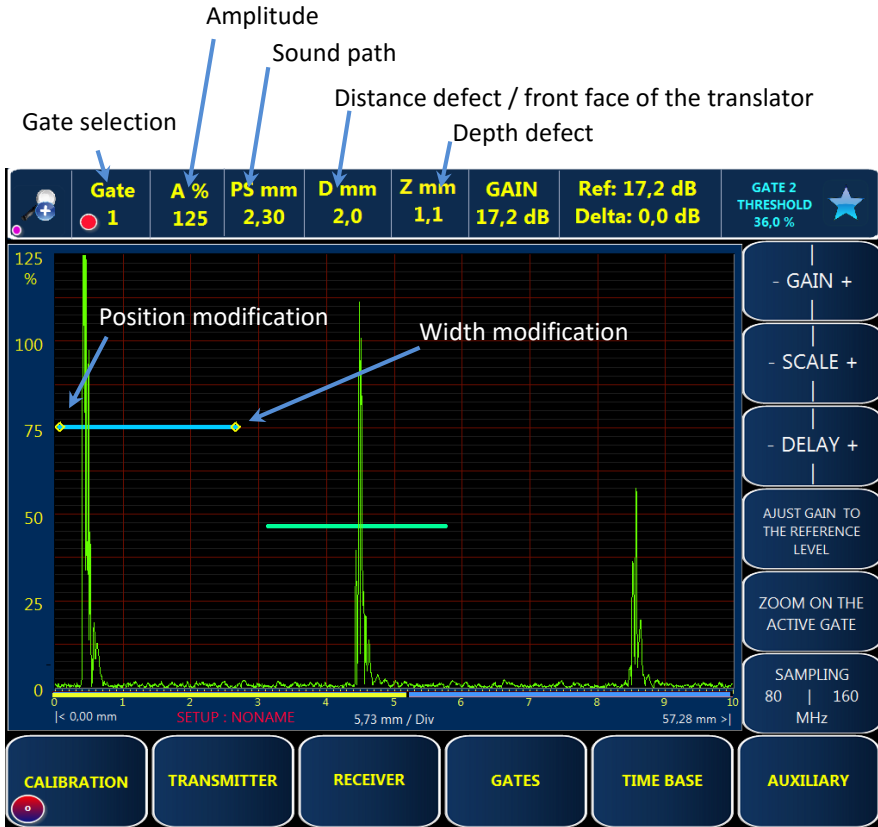 Amplitude
Sound path
Distance defect / front face of the translator
Gate selection
Depth defect
Gate
1
A %
125
PS mm
2,30
D mm
2,0
Z mm
1,1
GAIN
17,2 dB
Ref: 17,2 dB
Delta: 0,0 dB
GATE 2
THRESHOLD
36,0 %
125
%
100
75
50
25
0
Position modification
Width modification
0 1 2 3 4 5 6 7 8 9 10
|< 0,00 mm
SETUP : NONAME
5,73 mm / Div
57,28 mm >|
- GAIN +
- SCALE +
- DELAY +
AJUST GAIN TO
THE REFERENCE
LEVEL
ZOOM ON THE
ACTIVE GATE
SAMPLING
80 | 160
MHz
CALIBRATION
TRANSMITTER
RECEIVER
GATES
TIME BASE
AUXILIARY